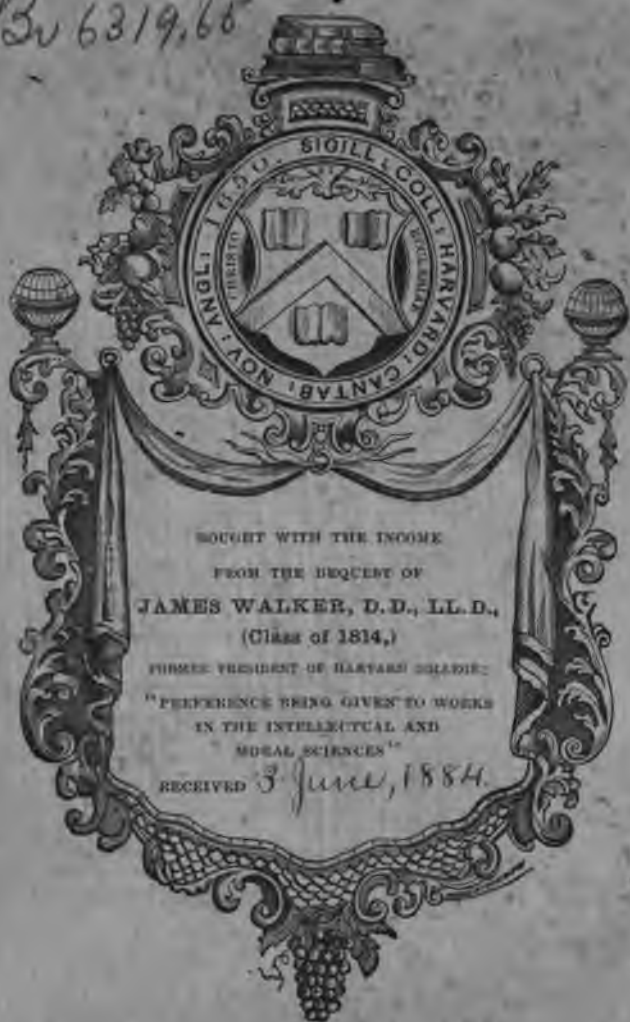 Bv 6319.65
SIGILL: COLL: HARVARD: CANTAB: NOV: ANGL: 1650.
CHRISTO
ECCLESIAE
BOUGHT WITH THE INCOME
FROM THE BEQUEST OF
JAMES WALKER, D.D., LL.D.,
(Class of 1814,)
FORMER PRESIDENT OF HARVARD COLLEGE;
"PREFERENCE BEING GIVEN TO WORKS
IN THE INTELLECTUAL AND
MORAL SCIENCES"
RECEIVED 3 June, 1884.